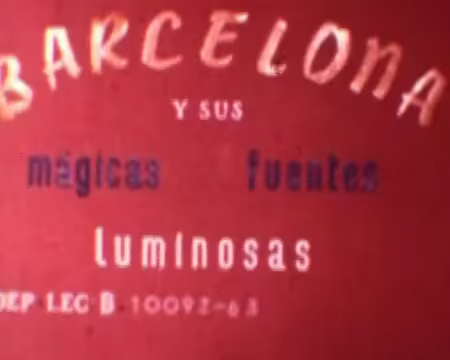 BARCELONA
Y SUS
mágicas fuentes
luminosas
DEP LEG B 10092-63